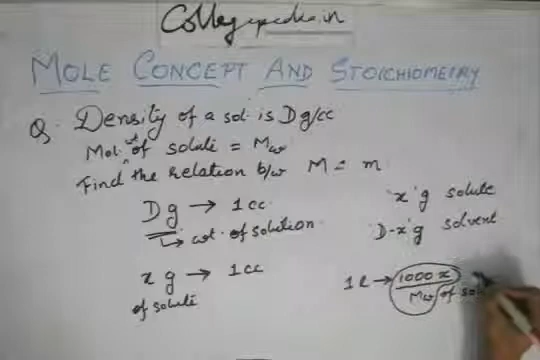 Collegepedia.in
MOLE CONCEPT AND STOICHIOMETRY
Q. Density of a sol. is D g/cc
Mol. wt of solute = Mw
Find the relation b/w M = m
D g → 1 cc
→ wt. of solution
'x' g solute
D-x' g solvent
x g → 1 cc
of solute
1 l → 1000 x
Mw of